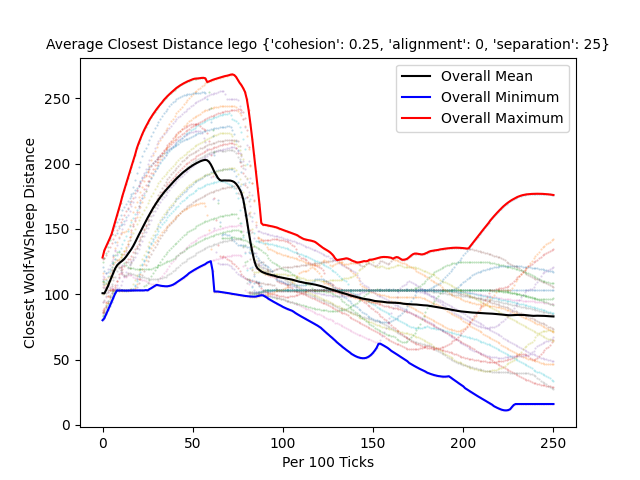 Average Closest Distance lego {'cohesion': 0.25, 'alignment': 0, 'separation': 25}
Overall Mean
Overall Minimum
Overall Maximum
Closest Wolf-WSheep Distance
250
200
150
100
50
0
0 50 100 150 200 250
Per 100 Ticks